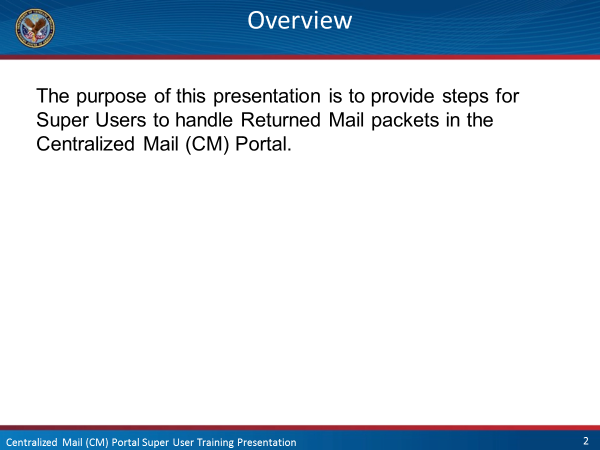 Overview
The purpose of this presentation is to provide steps for
Super Users to handle Returned Mail packets in the
Centralized Mail (CM) Portal.
Centralized Mail (CM) Portal Super User Training Presentation
2